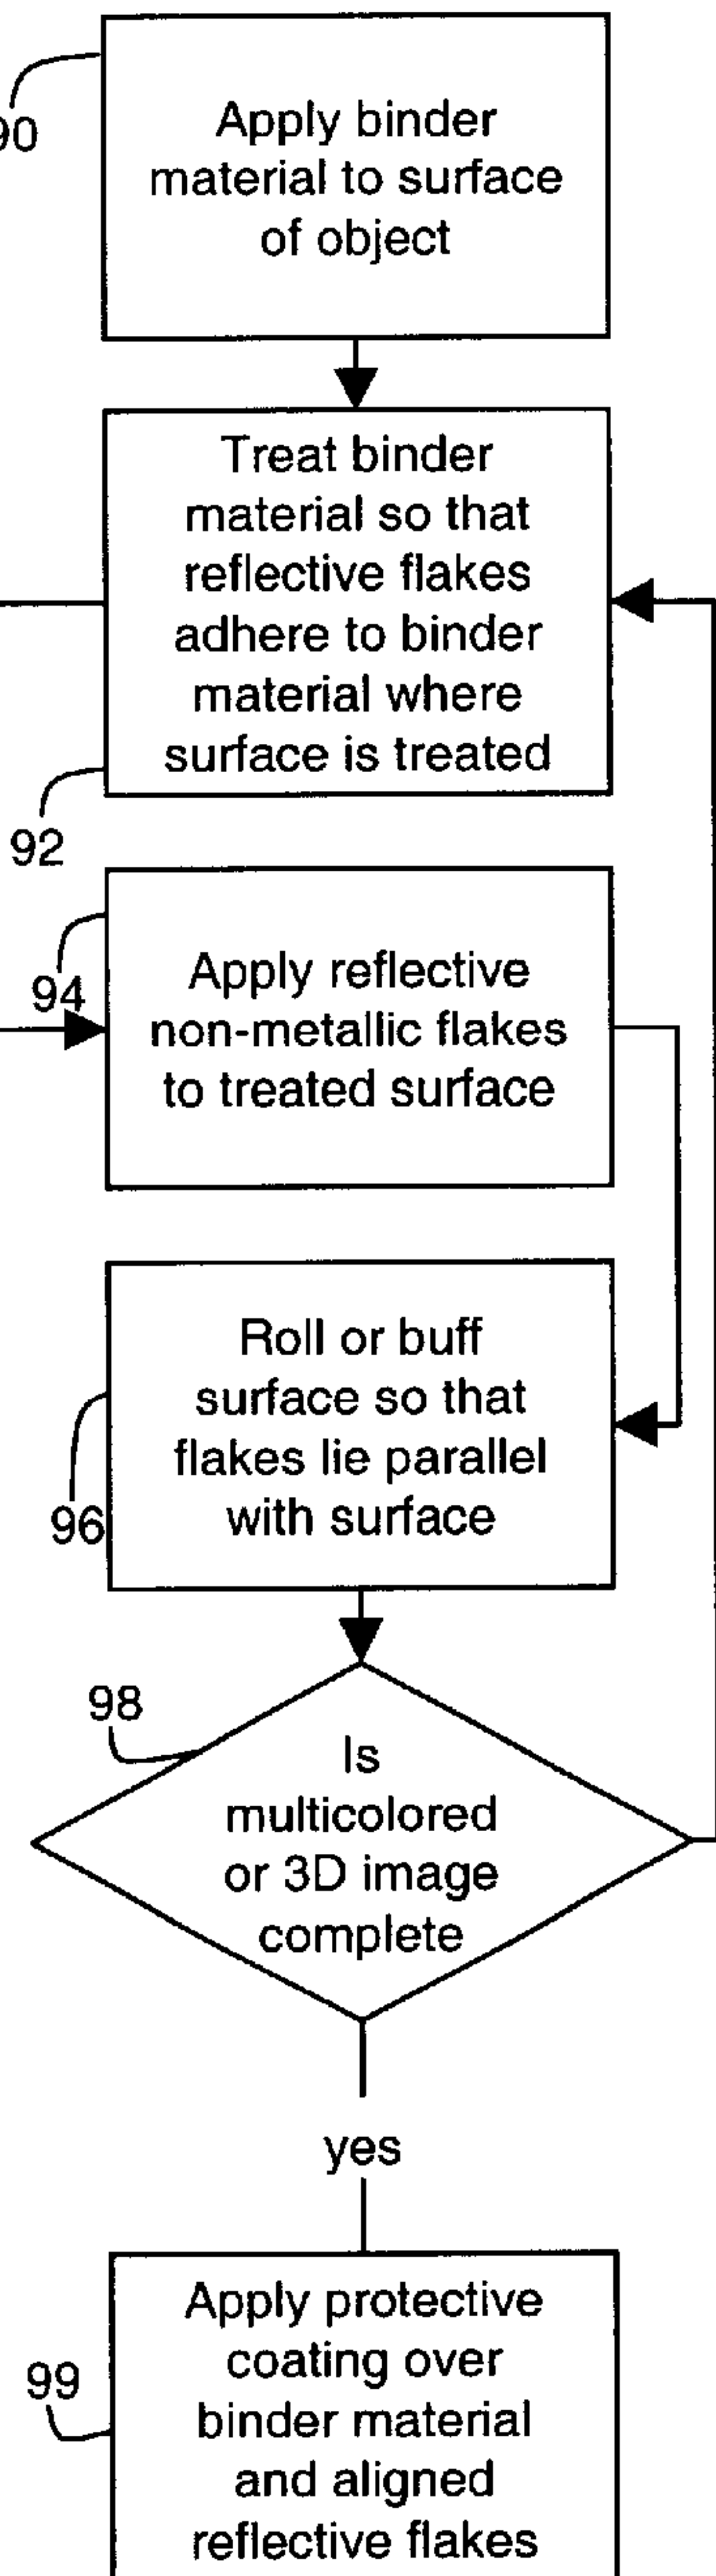 90
Apply binder
material to surface
of object
Treat binder
material so that
reflective flakes
adhere to binder
material where
surface is treated
92
94
Apply reflective
non-metallic flakes
to treated surface
Roll or buff
surface so that
flakes lie parallel
with surface
96
98
Is
multicolored
or 3D image
complete
yes
99
Apply protective
coating over
binder material
and aligned
reflective flakes